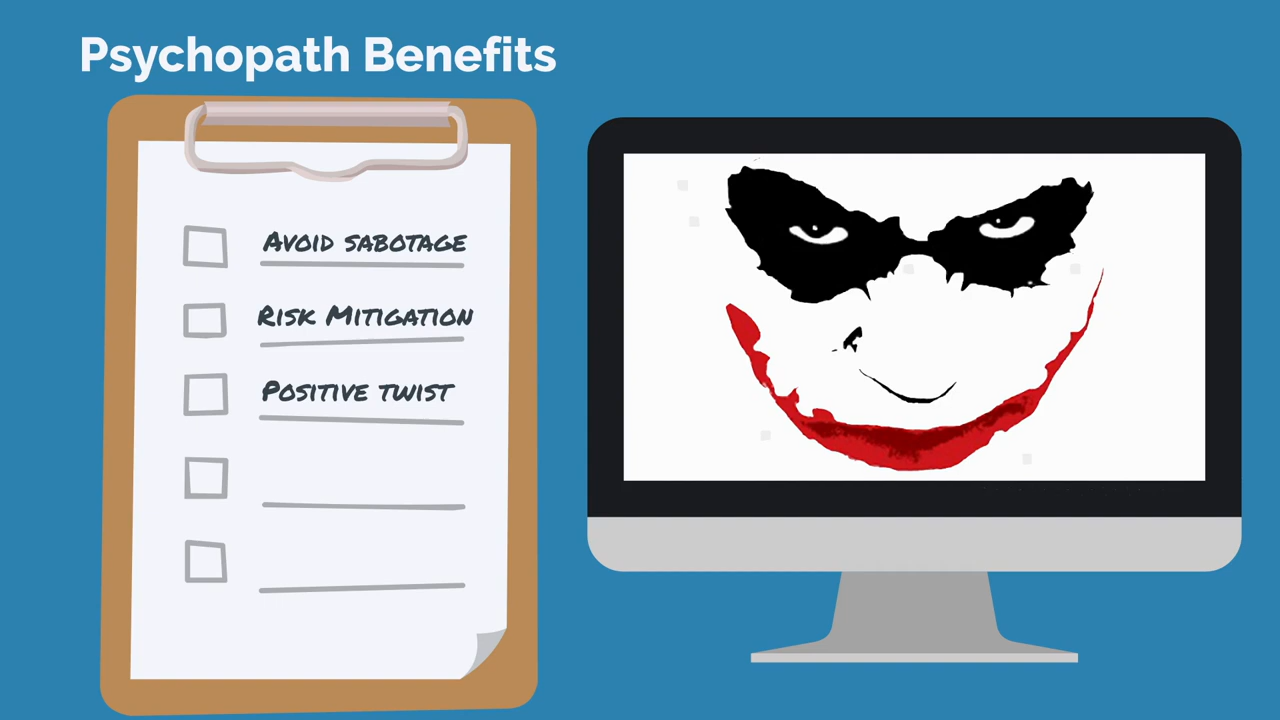 Psychopath Benefits
Avoid sabotage
Risk Mitigation
Positive twist